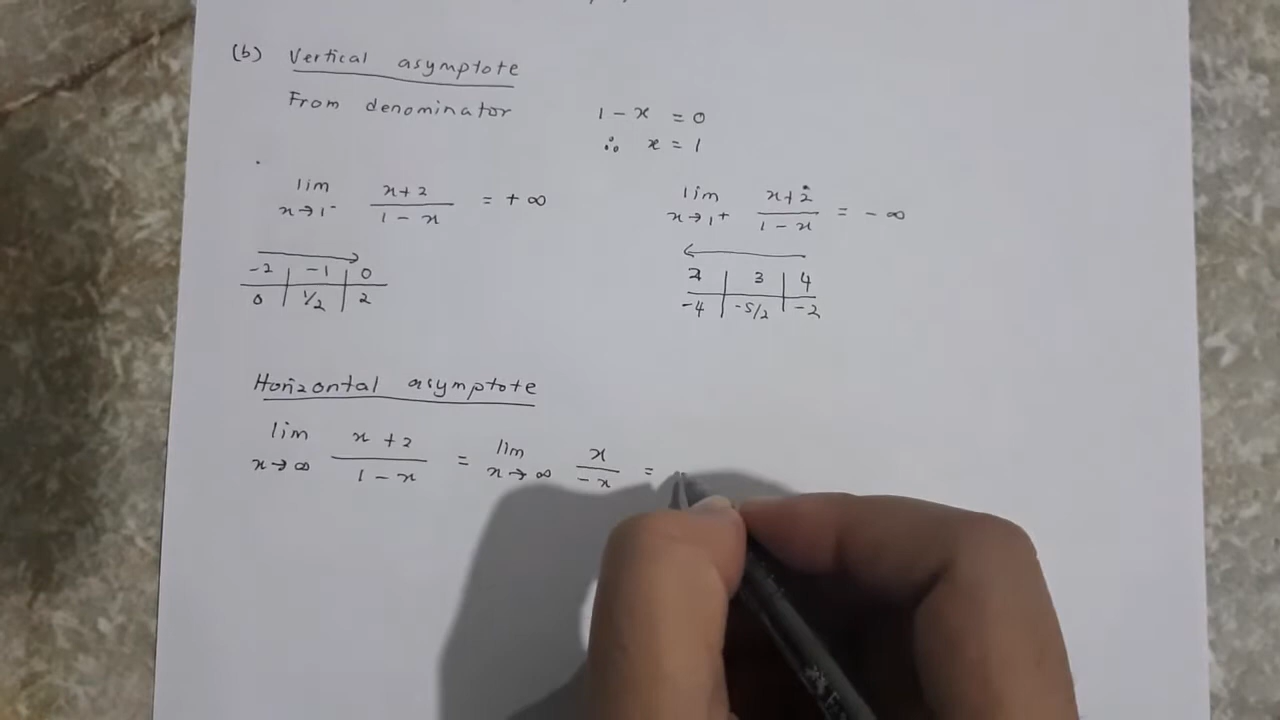 (b) Vertical asymptote
From denominator 1 - x = 0
∴ x = 1
lim x→1⁻ x+2 / 1-x = +∞
lim x→1⁺ x+2 / 1-x = -∞
-2 | -1 | 0
0 | 1/2 | 2
2 | 3 | 4
-4 | -5/2 | -2
Horizontal asymptote
lim x→∞ x+2 / 1-x = lim x→∞ x / -x =